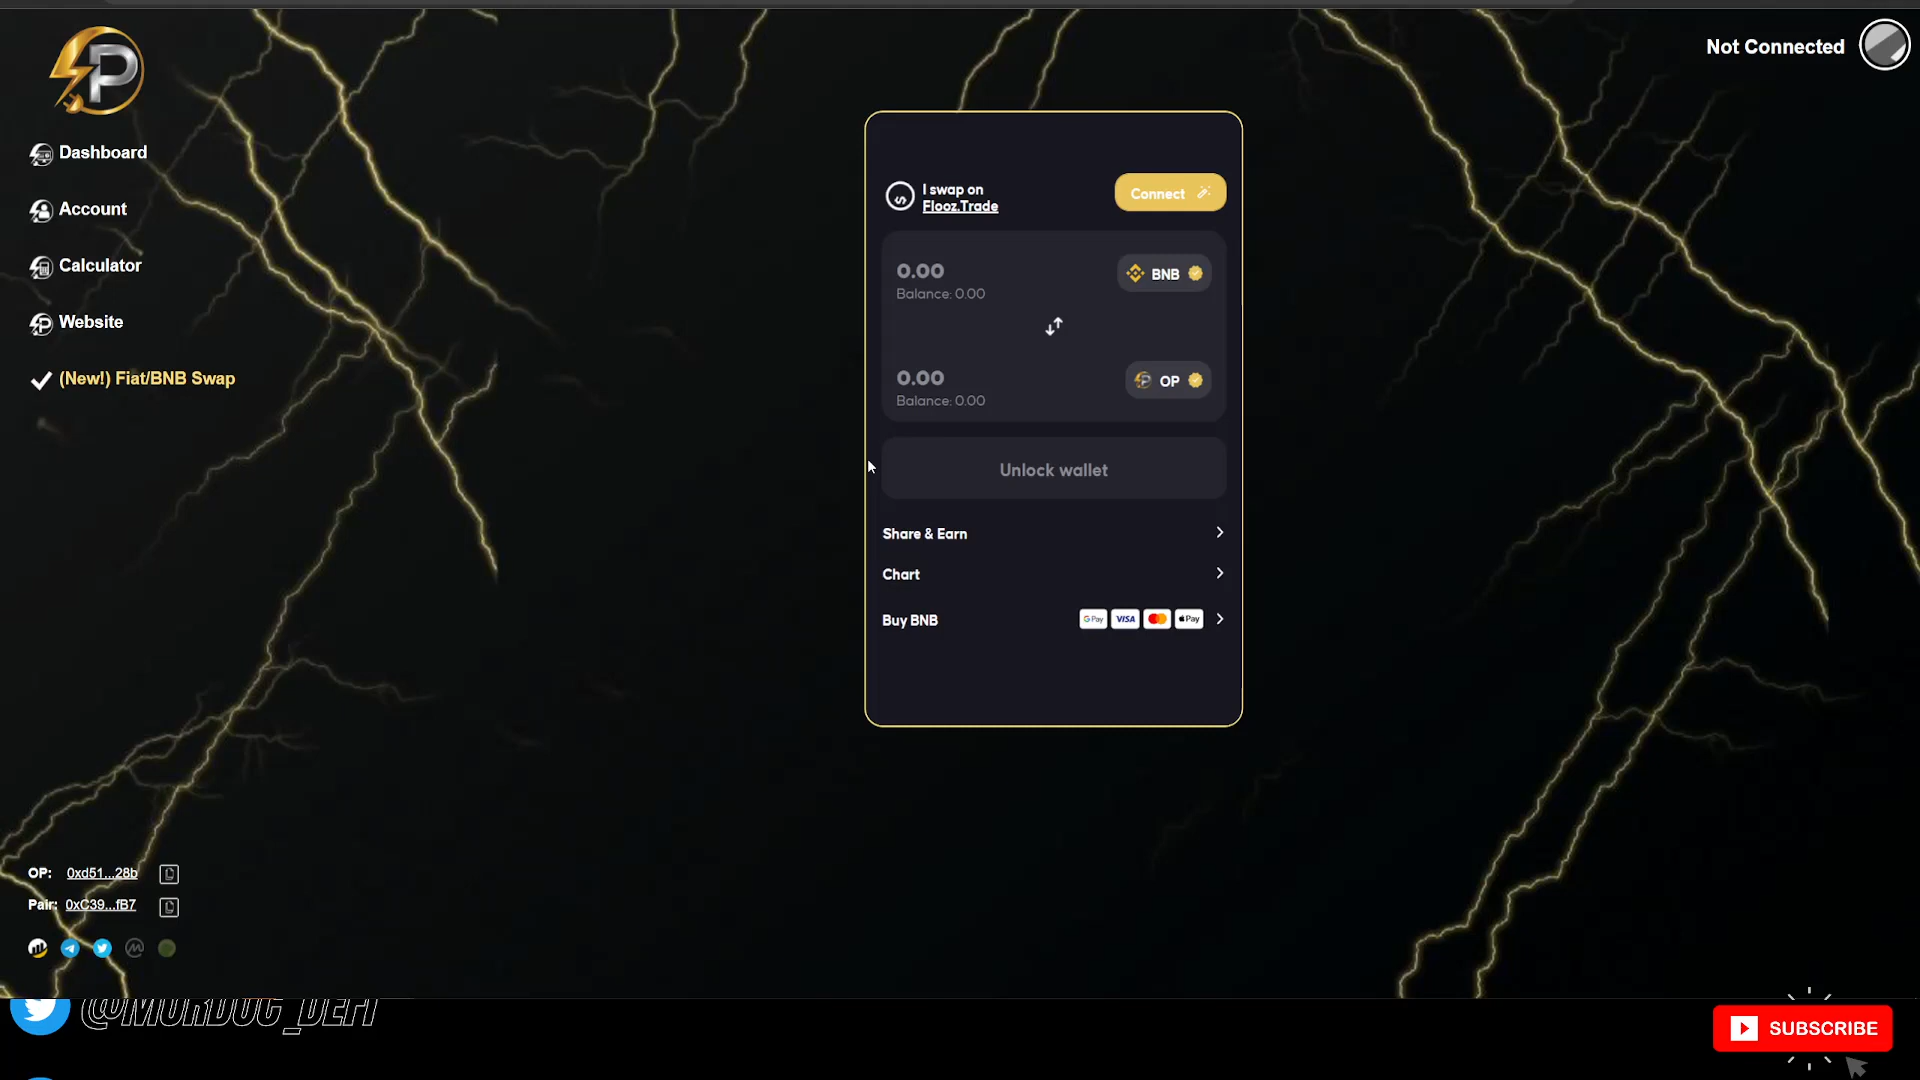 Not Connected
Dashboard
Account
Calculator
Website
(New!) Fiat/BNB Swap
I swap on
Flooz.Trade
Connect
0.00
BNB
Balance: 0.00
0.00
OP
Balance: 0.00
Unlock wallet
Share & Earn
Chart
Buy BNB
G Pay
VISA
Pay
OP: 0xd51...28b
Pair: 0xC39...fB7
@MURDOC_DEFI
SUBSCRIBE